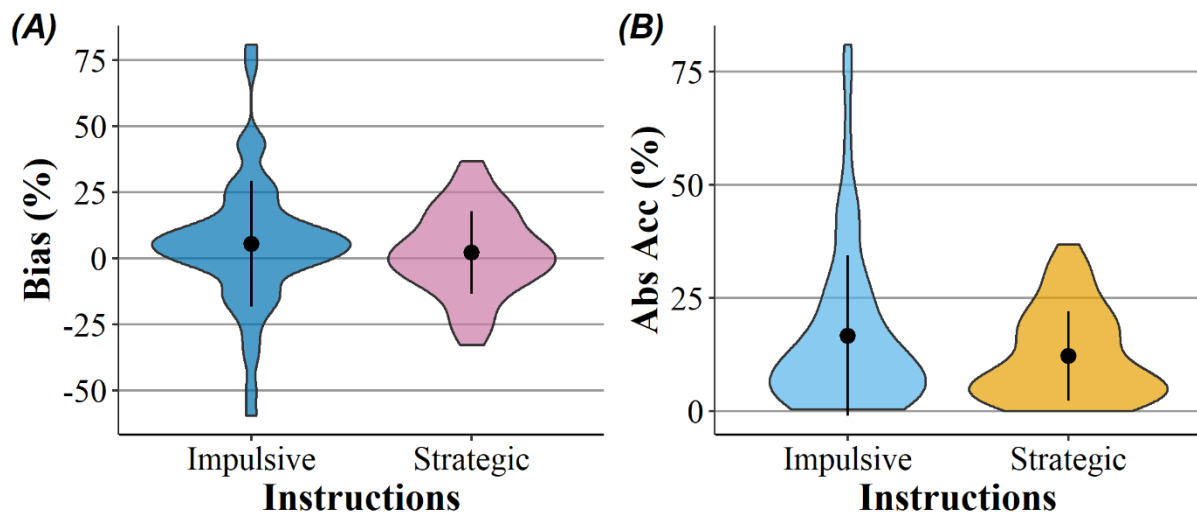 (A)
Bias (%)
75
50
25
0
-25
-50
Impulsive
Strategic
Instructions
(B)
Abs Acc (%)
75
50
25
0
Impulsive
Strategic
Instructions